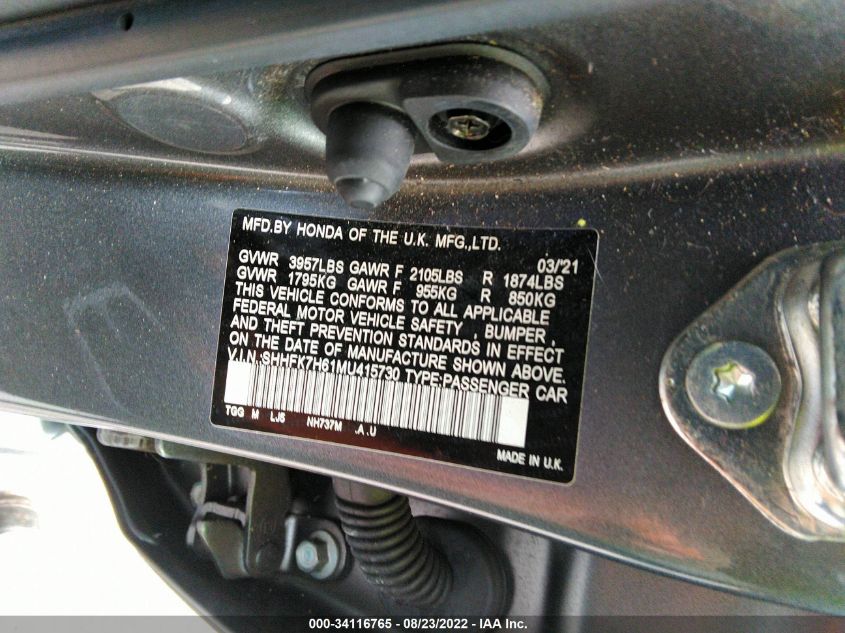 MFD.BY HONDA OF THE U.K. MFG.,LTD.
03/'21
GVWR 3957LBS GAWR F 2105LBS R 1874LBS
GVWR 1795KG GAWR F 955KG R 850KG
THIS VEHICLE CONFORMS TO ALL APPLICABLE
FEDERAL MOTOR VEHICLE SAFETY , BUMPER ,
AND THEFT PREVENTION STANDARDS IN EFFECT
ON THE DATE OF MANUFACTURE SHOWN ABOVE.
V.I.N.:SHHFK7H61MU415730 TYPE:PASSENGER CAR
TGG M LJ5 NH737M .A .U
MADE IN U.K.
000-34116765 - 08/23/2022 - IAA Inc.